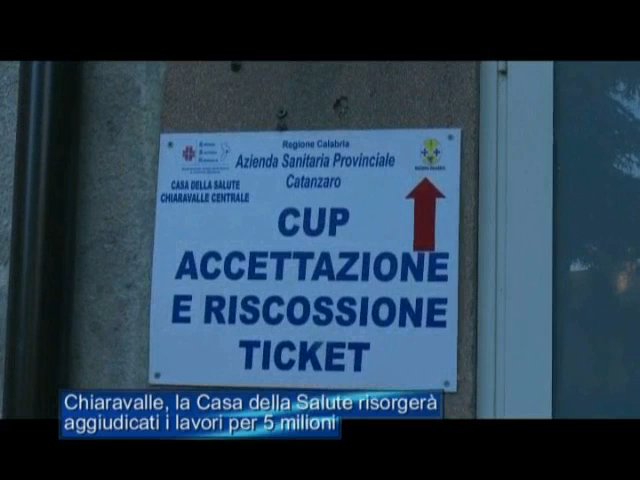 Regione Calabria
Azienda Sanitaria Provinciale
Catanzaro
CASA DELLA SALUTE
CHIARAVALLE CENTRALE
CUP
ACCETTAZIONE
E RISCOSSIONE
TICKET
Chiaravalle, la Casa della Salute risorgerà
aggiudicati i lavori per 5 milioni